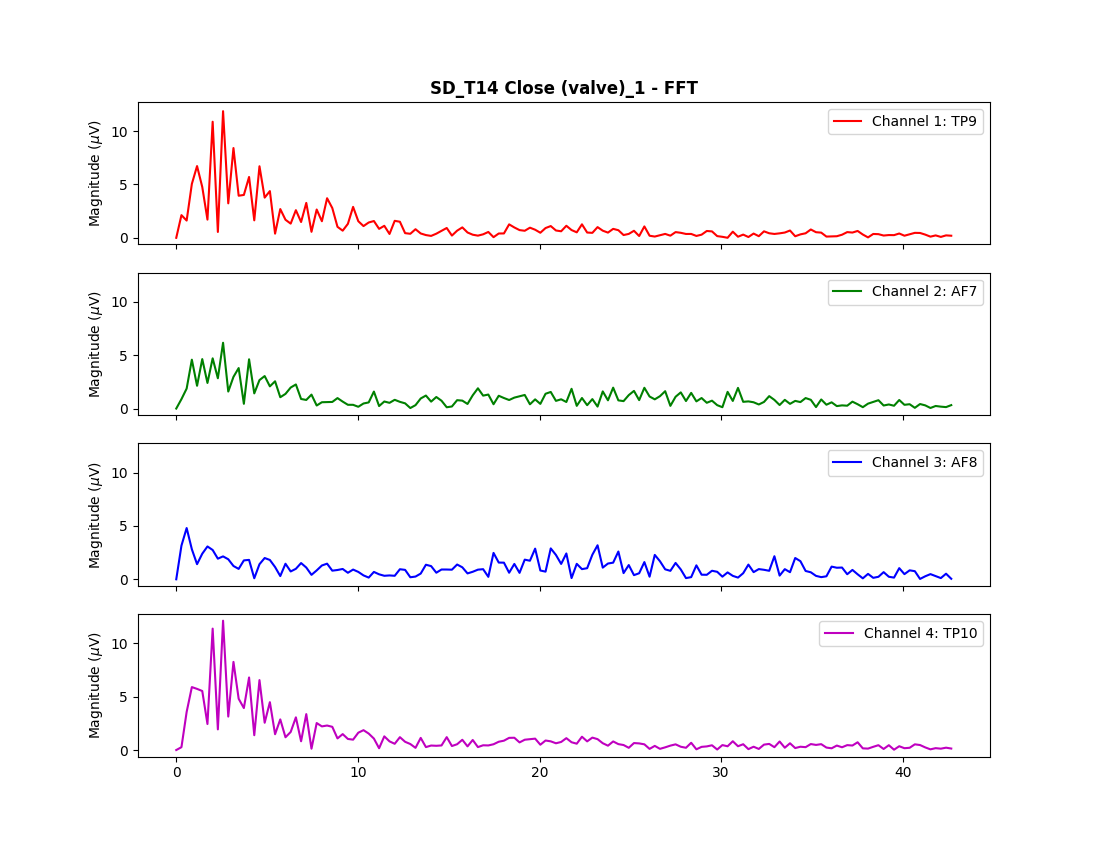 SD_T14 Close (valve)_1 - FFT
Magnitude (μV)
10
5
0
Channel 1: TP9
Magnitude (μV)
10
5
0
Channel 2: AF7
Magnitude (μV)
10
5
0
Channel 3: AF8
Magnitude (μV)
10
5
0
Channel 4: TP10
0 10 20 30 40